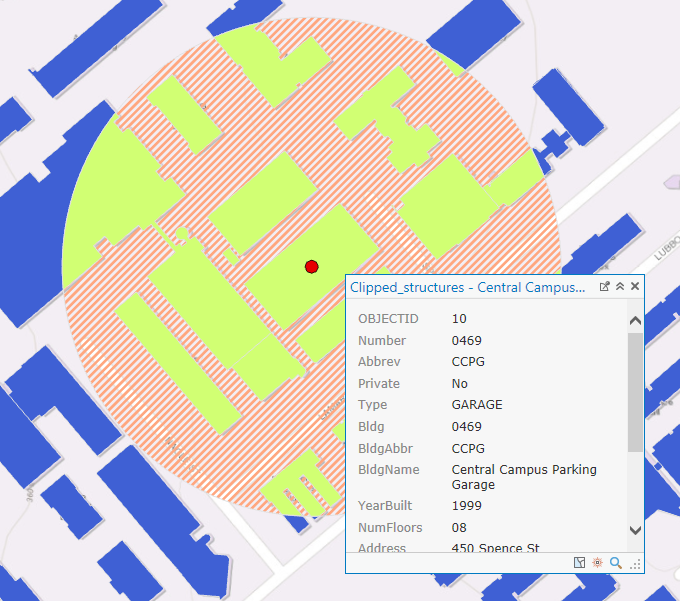 Clipped_structures - Central Campus...
OBJECTID 10
Number 0469
Abbrev CCPG
Private No
Type GARAGE
Bldg 0469
BldgAbbr CCPG
BldgName Central Campus Parking
Garage
YearBuilt 1999
NumFloors 08
Address 450 Spence St
LUBBO